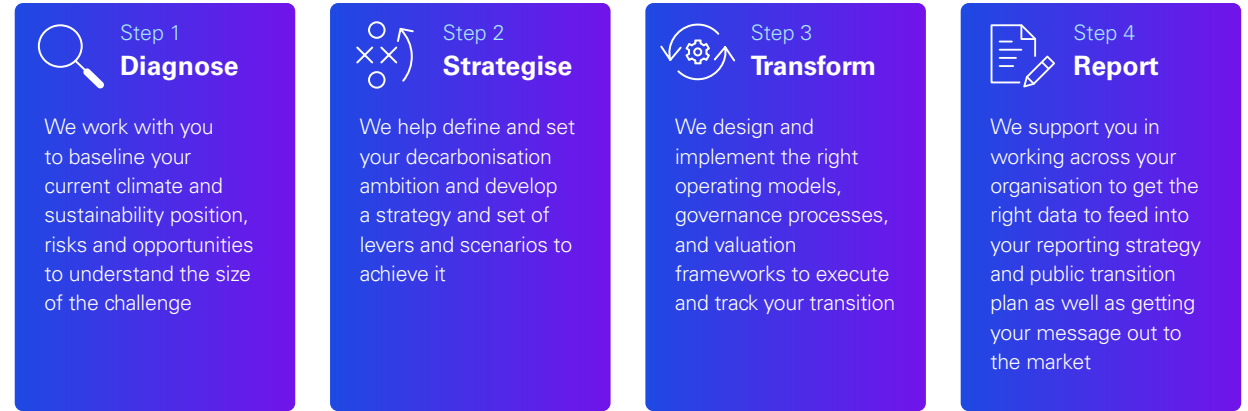 Step 1
Diagnose
We work with you
to baseline your
current climate and
sustainability position,
risks and opportunities
to understand the size
of the challenge
Step 2
Strategise
We help define and set
your decarbonisation
ambition and develop
a strategy and set of
levers and scenarios to
achieve it
Step 3
Transform
We design and
implement the right
operating models,
governance processes,
and valuation
frameworks to execute
and track your transition
Step 4
Report
We support you in
working across your
organisation to get the
right data to feed into
your reporting strategy
and public transition
plan as well as getting
your message out to
the market